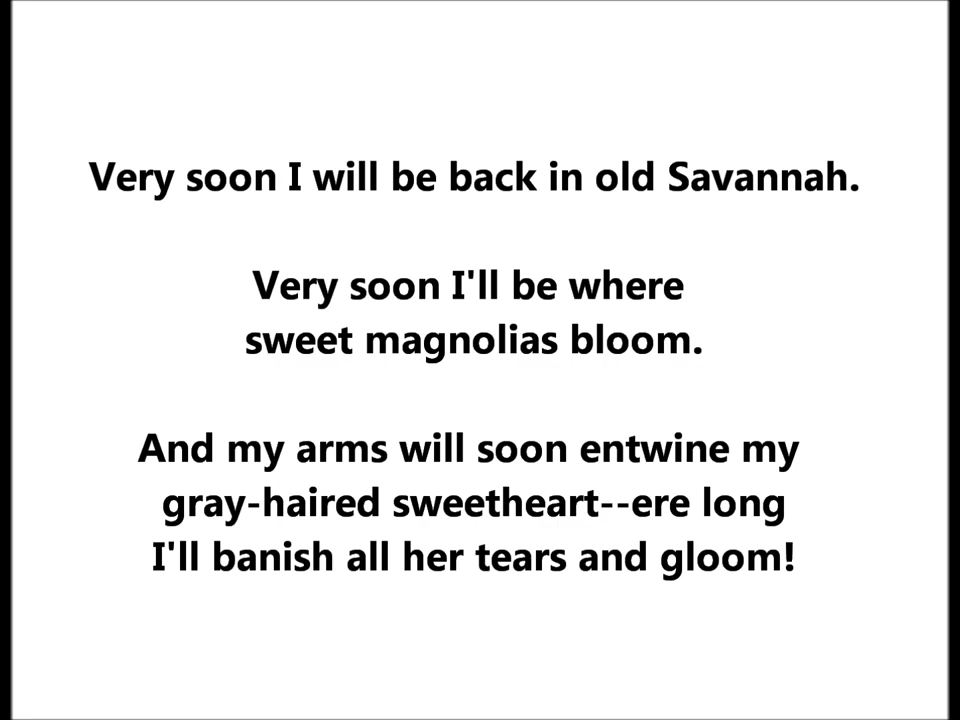 Very soon I will be back in old Savannah.
Very soon I'll be where
sweet magnolias bloom.
And my arms will soon entwine my
gray-haired sweetheart--ere long
I'll banish all her tears and gloom!